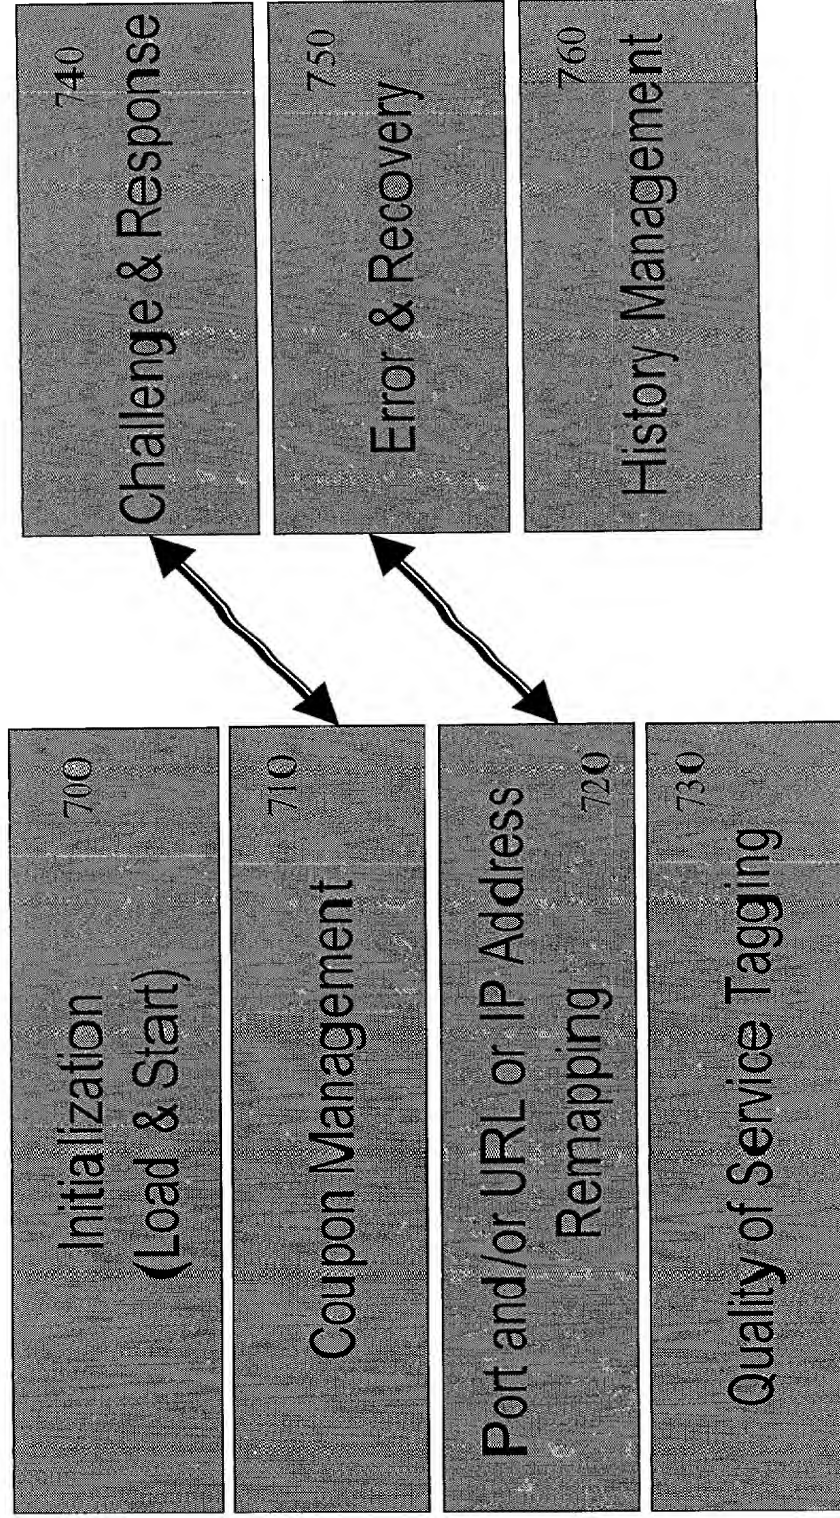 Initialization
(Load & Start)
700
Coupon Management
710
Port and/or URL or IP Address
Remapping
720
Quality of Service Tagging
730
740
Challenge & Response
750
Error & Recovery
760
History Management